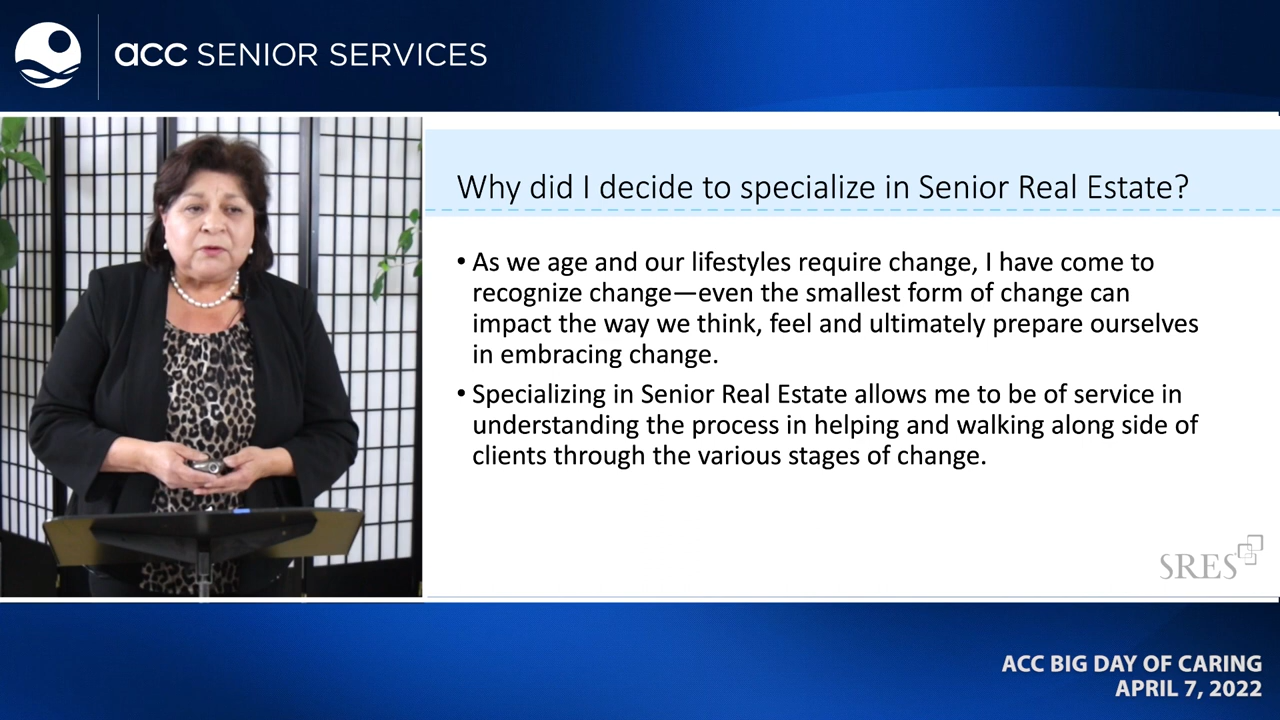 acc SENIOR SERVICES
Why did I decide to specialize in Senior Real Estate?
• As we age and our lifestyles require change, I have come to
recognize change—even the smallest form of change can
impact the way we think, feel and ultimately prepare ourselves
in embracing change.
• Specializing in Senior Real Estate allows me to be of service in
understanding the process in helping and walking along side of
clients through the various stages of change.
SRES
ACC BIG DAY OF CARING
APRIL 7, 2022